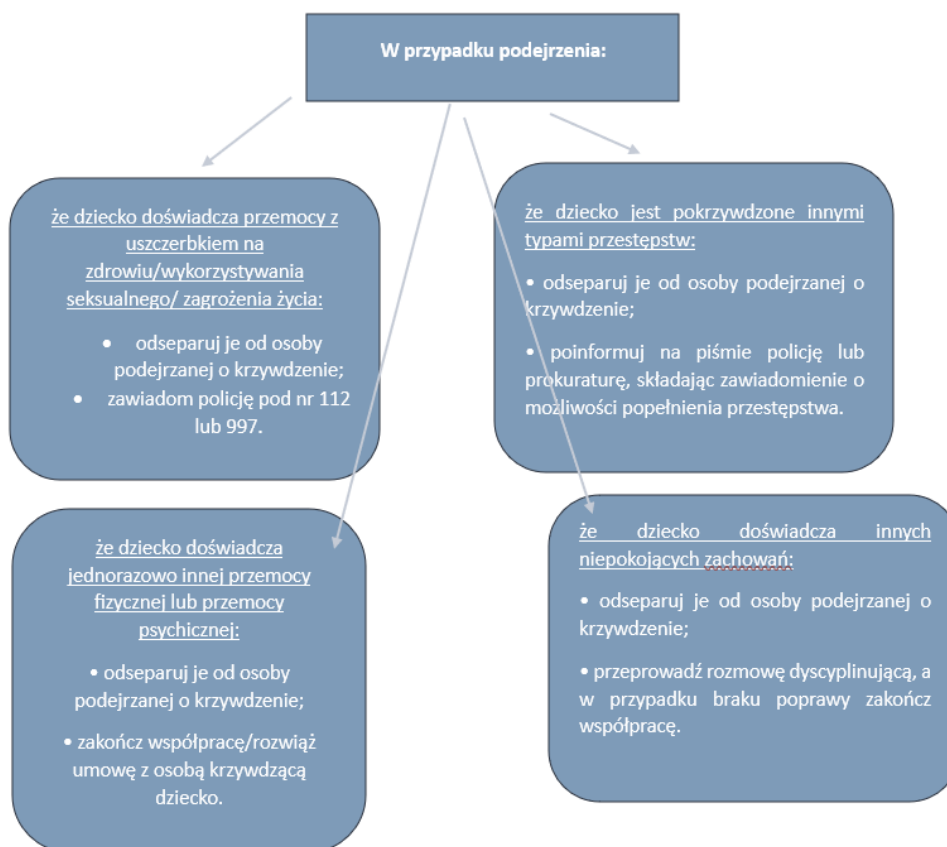 W przypadku podejrzenia:
że dziecko doświadcza przemocy z
uszczerbkiem na
zdrowiu/wykorzystywania
seksualnego/ zagrożenia życia:
• odseparuj je od osoby
podejrzanej o krzywdzenie;
• zawiadom policję pod nr 112
lub 997.
że dziecko jest pokrzywdzone innymi
typami przestępstw:
• odseparuj je od osoby podejrzanej o
krzywdzenie;
• poinformuj na piśmie policję lub
prokuraturę, składając zawiadomienie o
możliwości popełnienia przestępstwa.
że dziecko doświadcza
jednorazowo innej przemocy
fizycznej lub przemocy
psychicznej:
• odseparuj je od osoby
podejrzanej o krzywdzenie;
• zakończ współpracę/rozwiąż
umowę z osobą krzywdzącą
dziecko.
że dziecko doświadcza innych
niepokojących zachowań:
• odseparuj je od osoby podejrzanej o
krzywdzenie;
• przeprowadź rozmowę dyscyplinującą, a
w przypadku braku poprawy zakończ
współpracę.